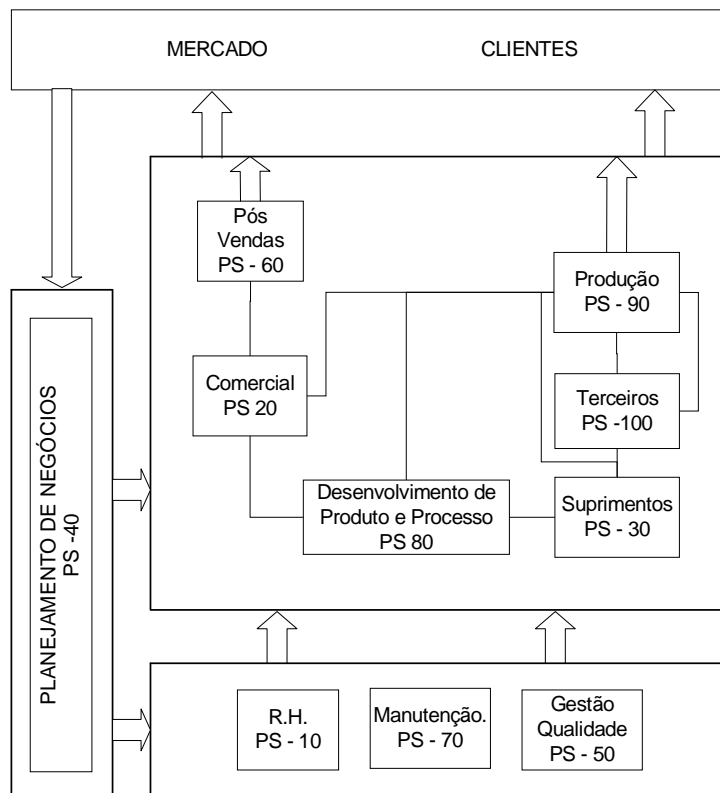 MERCADO CLIENTES
Pós
Vendas
PS - 60
Produção
PS - 90
Comercial
PS 20
Terceiros
PS -100
Desenvolvimento de
Produto e Processo
PS 80
Suprimentos
PS - 30
PLANEJAMENTO DE NEGÓCIOS
PS -40
R.H.
PS - 10
Manutenção.
PS - 70
Gestão
Qualidade
PS - 50